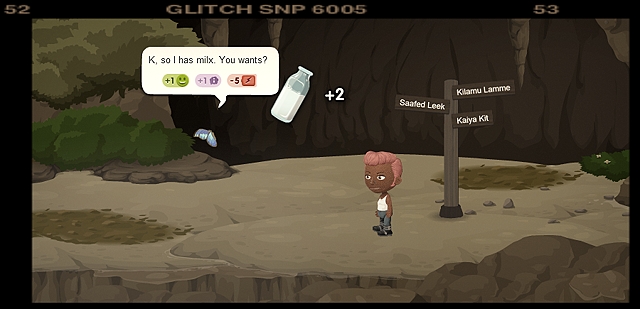 52 GLITCH SNP 6005 53
K, so I has milx. You wants?
+1 +1 -5
+2
Kilamu Lamme
Saafed Leek
Kaiya Kit